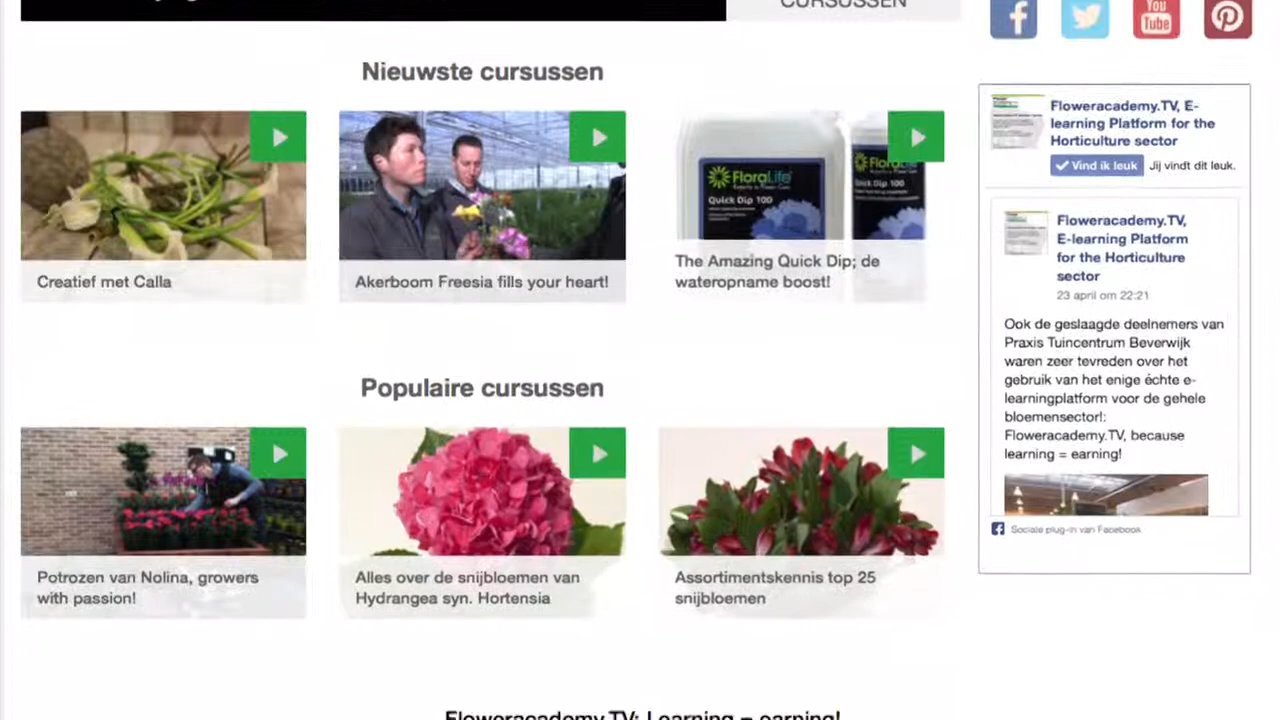 CURSUSSEN
You
Tube
Nieuwste cursussen
Creatief met Calla
Akerboom Freesia fills your heart!
FloraLife
Quick Dip 100
FloraLife
Quick Dip 100
The Amazing Quick Dip; de
wateropname boost!
Populaire cursussen
Potrozen van Nolina, growers
with passion!
Alles over de snijbloemen van
Hydrangea syn. Hortensia
Assortimentskennis top 25
snijbloemen
Floweracademy.TV: Learning = earning!
Floweracademy.TV, E-
learning Platform for the
Horticulture sector
Vind ik leuk Jij vindt dit leuk.
Floweracademy.TV,
E-learning Platform
for the Horticulture
sector
23 april om 22:21
Ook de geslaagde deelnemers van
Praxis Tuincentrum Beverwijk
waren zeer tevreden over het
gebruik van het enige échte e-
learningplatform voor de gehele
bloemensector!:
Floweracademy.TV, because
learning = earning!
Sociale plug-in van Facebook